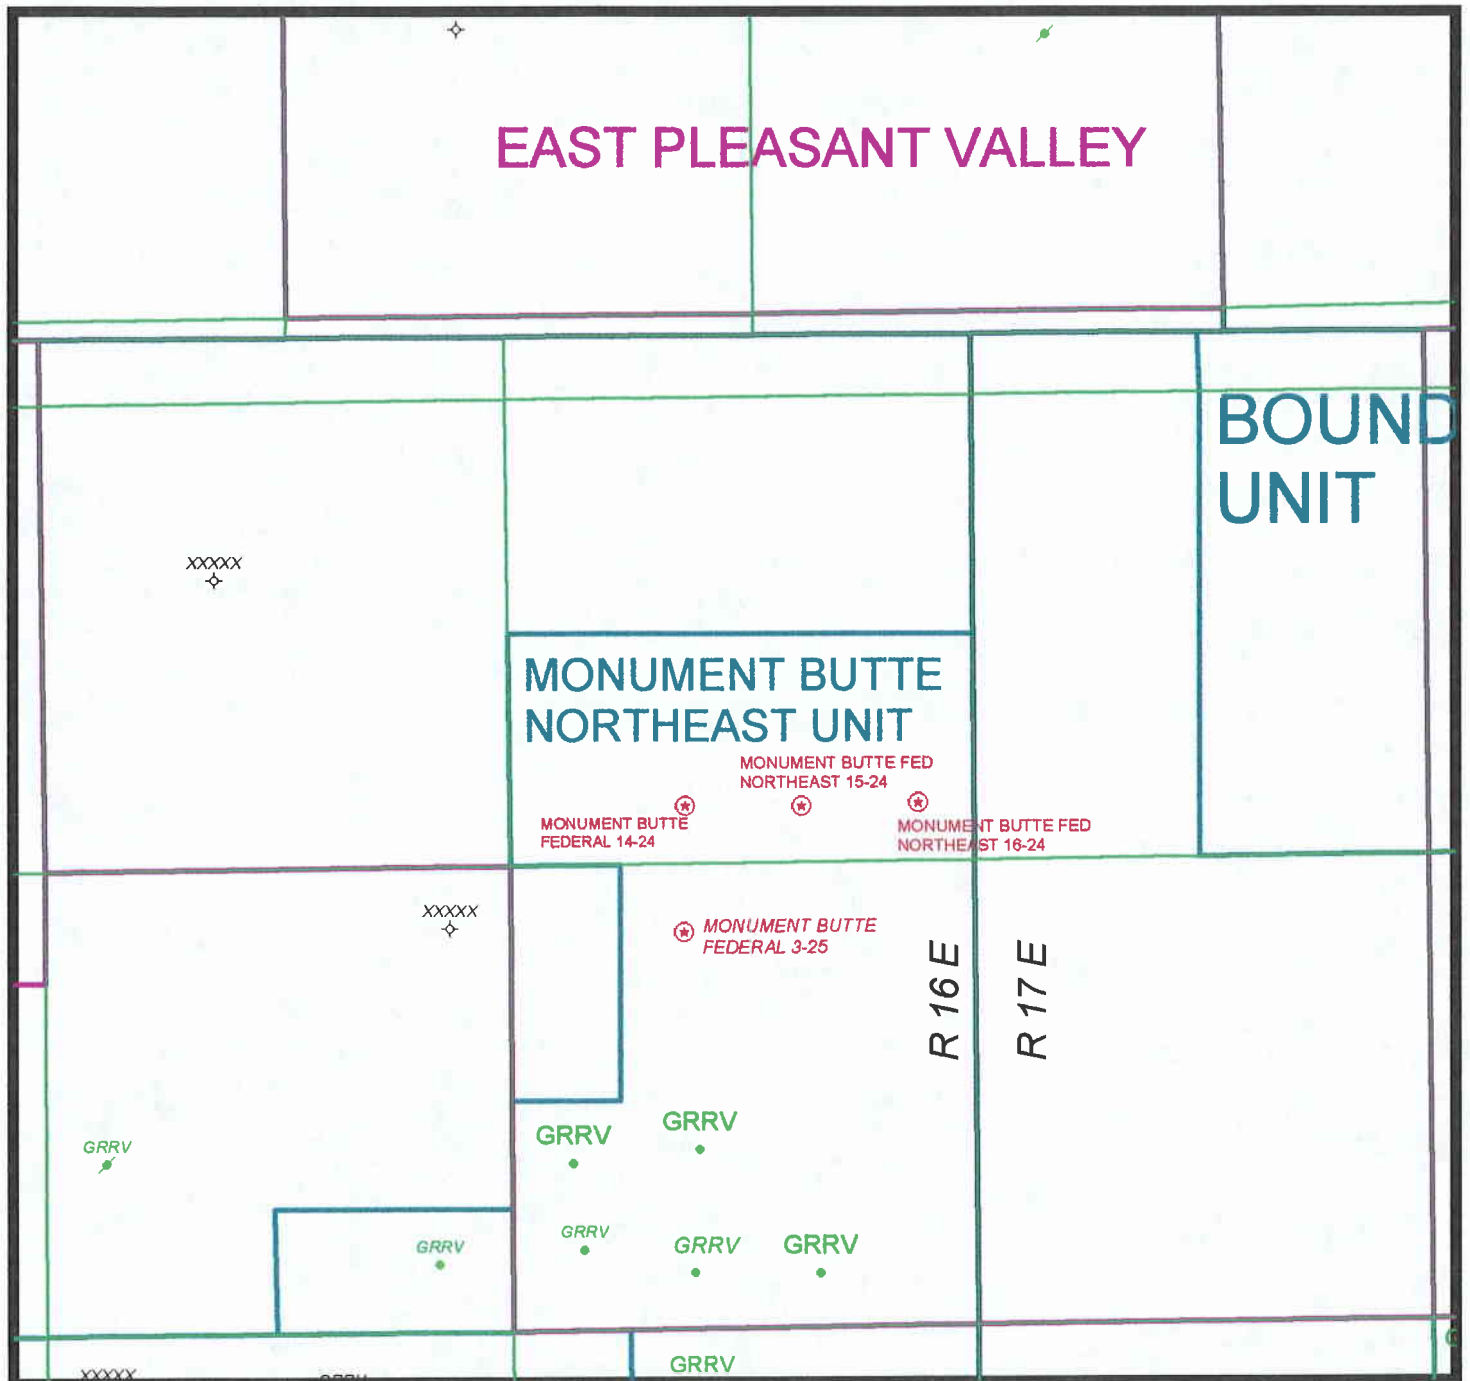 EAST PLEASANT VALLEY
BOUND
UNIT
XXXXX
MONUMENT BUTTE
NORTHEAST UNIT
MONUMENT BUTTE FED
NORTHEAST 15-24
MONUMENT BUTTE
FEDERAL 14-24
MONUMENT BUTTE FED
NORTHEAST 16-24
XXXXX
MONUMENT BUTTE
FEDERAL 3-25
R 16 E
R 17 E
GRRV
GRRV
GRRV
GRRV
GRRV
GRRV
GRRV
GRRV
XXXXX